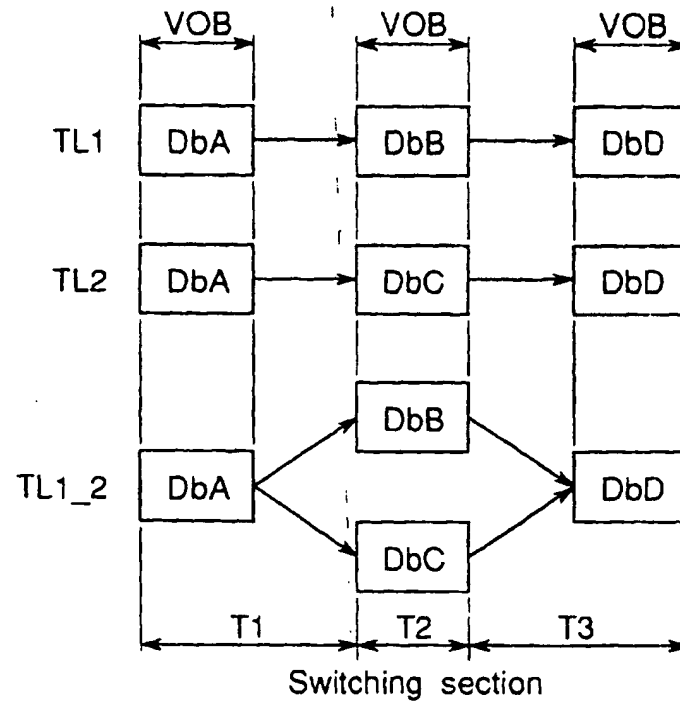 VOB VOB VOB
TL1 DbA DbB DbD
TL2 DbA DbC DbD
DbB
TL1_2 DbA DbD
DbC
T1 T2 T3
Switching section